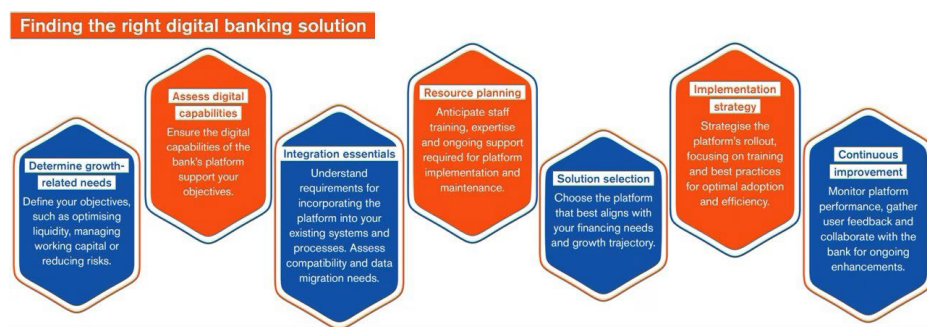 Finding the right digital banking solution
Determine growth-
related needs
Define your objectives,
such as optimising
liquidity, managing
working capital or
reducing risks.
Assess digital
capabilities
Ensure the digital
capabilities of the
bank's platform
support your
objectives.
Integration essentials
Understand
requirements for
incorporating the
platform into your
existing systems and
processes. Assess
compatibility and data
migration needs.
Resource planning
Anticipate staff
training, expertise
and ongoing support
required for platform
implementation and
maintenance.
Solution selection
Choose the platform
that best aligns with
your financing needs
and growth trajectory.
Implementation
strategy
Strategise the
platform's rollout,
focusing on training
and best practices
for optimal adoption
and efficiency.
Continuous
improvement
Monitor platform
performance, gather
user feedback and
collaborate with the
bank for ongoing
enhancements.